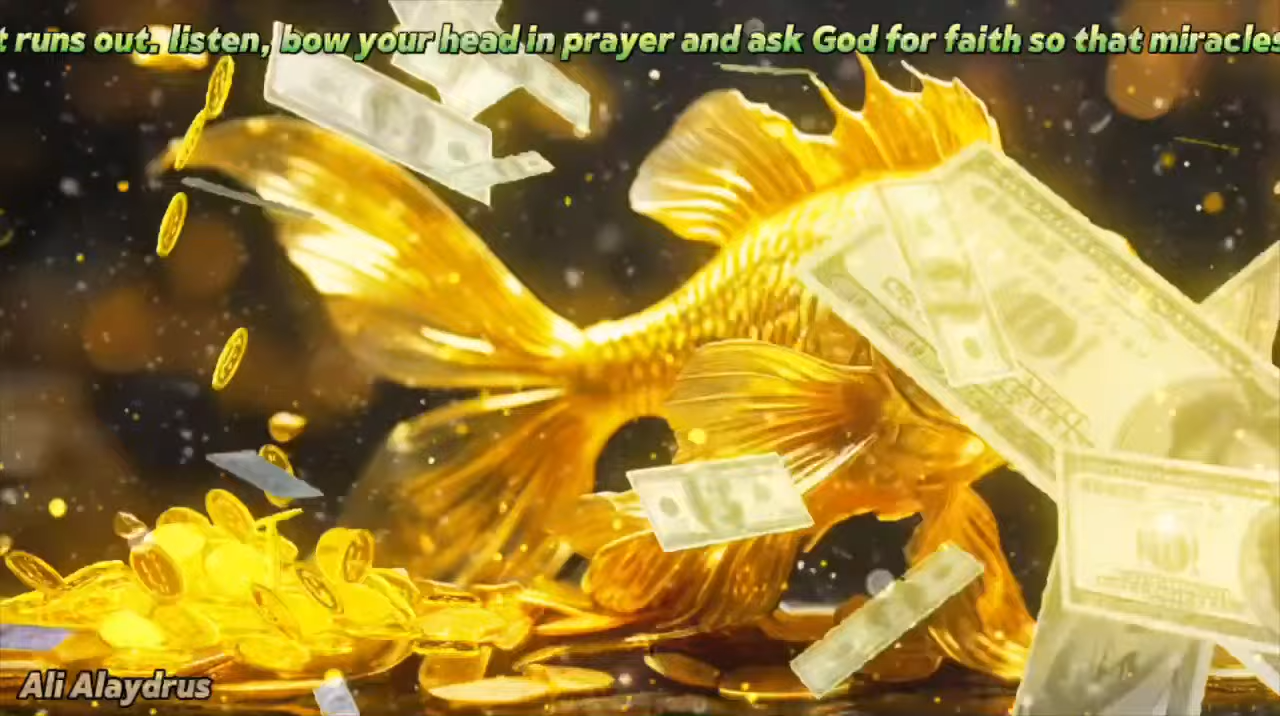 t runs out. listen, bow your head in prayer and ask God for faith so that miracles
Ali Alaydrus